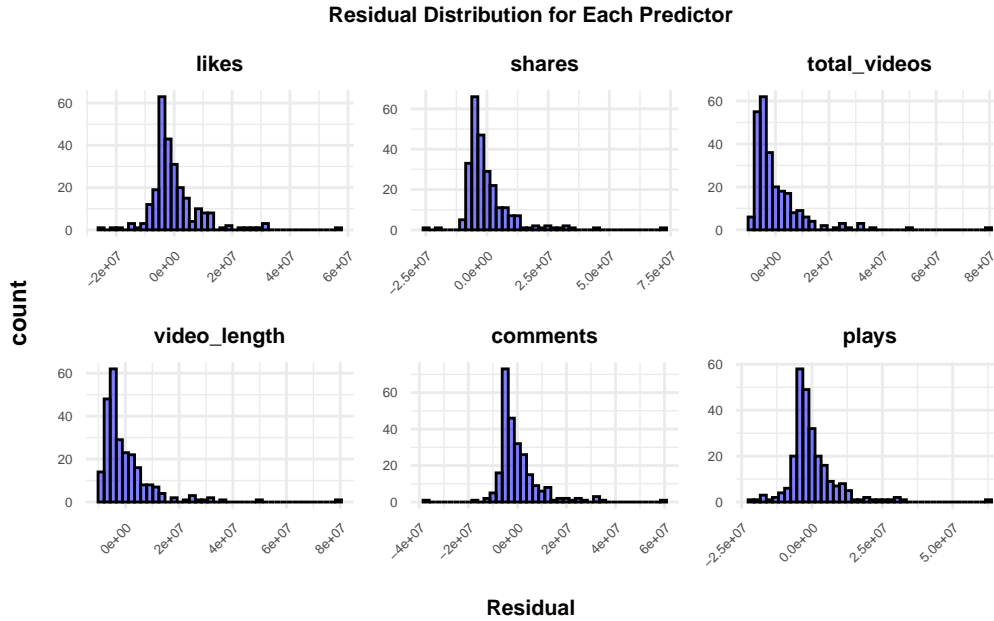 Residual Distribution for Each Predictor
likes
shares
total_videos
60
40
20
0
−2e+07
0e+00
2e+07
4e+07
6e+07
60
40
20
0
−2.5e+07
0.0e+00
2.5e+07
5.0e+07
7.5e+07
60
40
20
0
0e+00
2e+07
4e+07
6e+07
8e+07
count
video_length
comments
plays
60
40
20
0
0e+00
2e+07
4e+07
6e+07
8e+07
60
40
20
0
−4e+07
−2e+07
0e+00
2e+07
4e+07
6e+07
60
40
20
0
−2.5e+07
0.0e+00
2.5e+07
5.0e+07
Residual